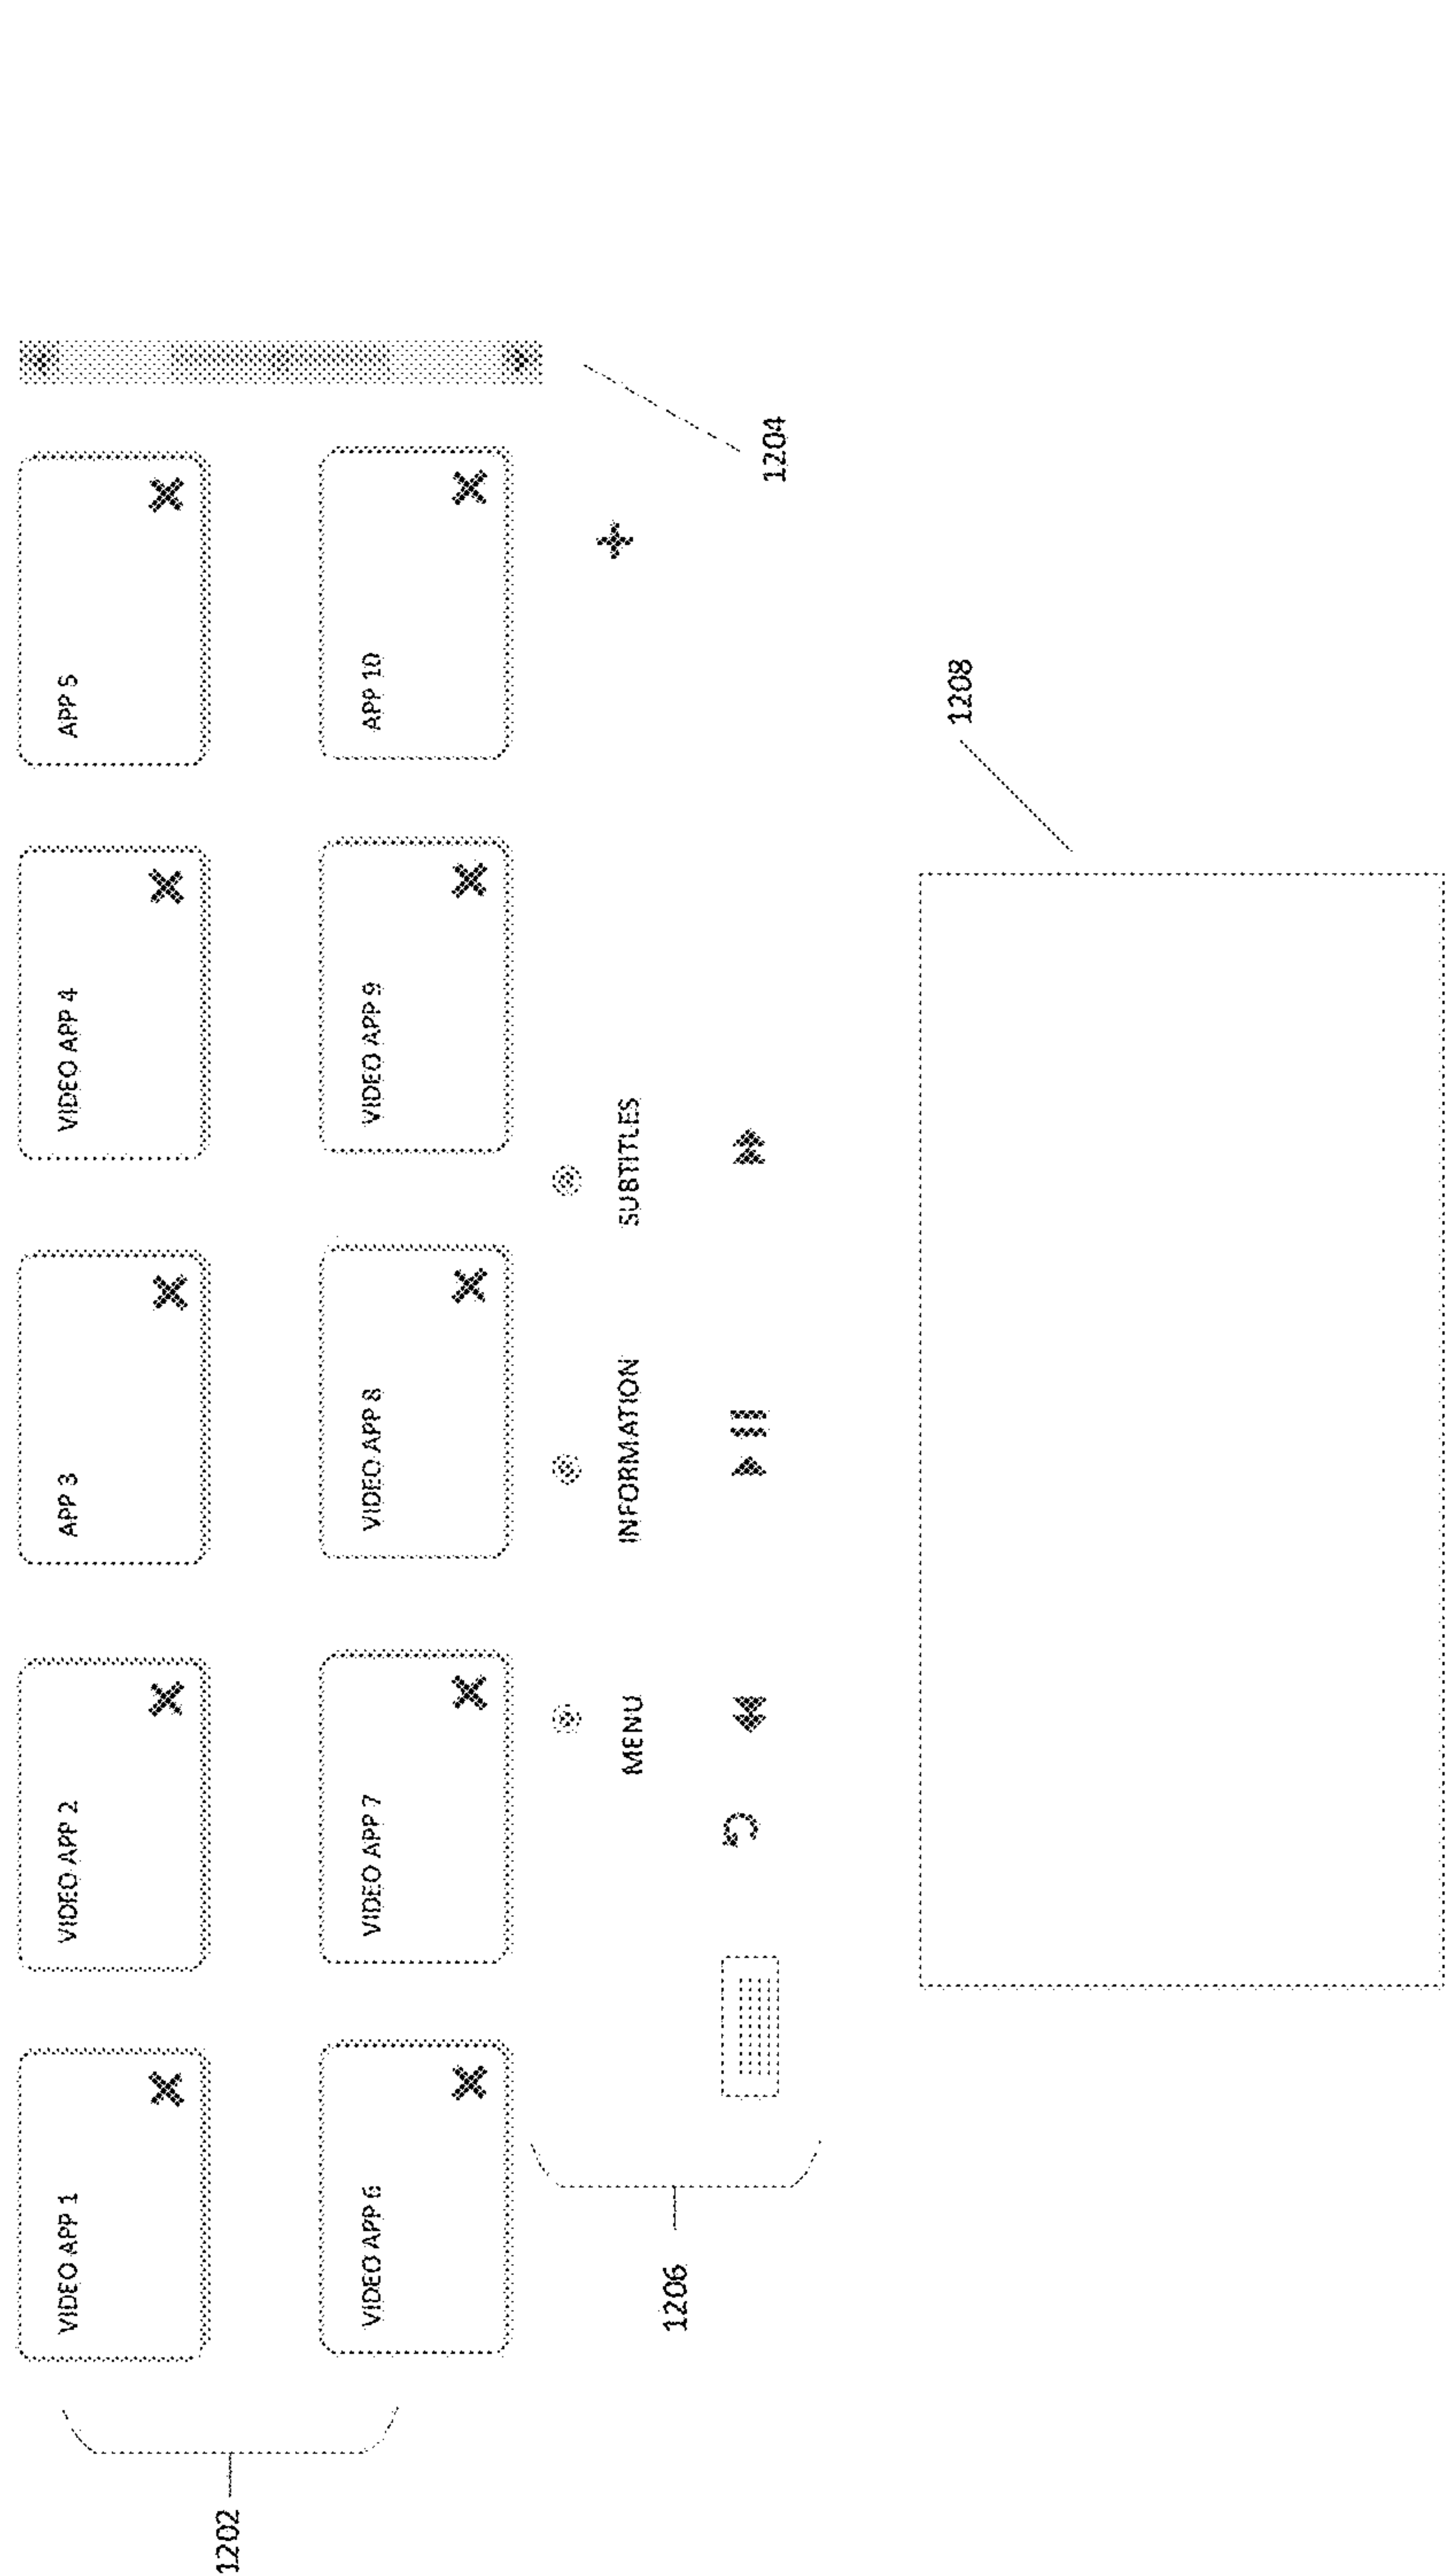 VIDEO APP 1
VIDEO APP 2
APP 3
VIDEO APP 4
APP 5
1202
VIDEO APP 6
VIDEO APP 7
VIDEO APP 8
VIDEO APP 9
APP 10
MENU
INFORMATION
SUBTITLES
1206
1204
1208